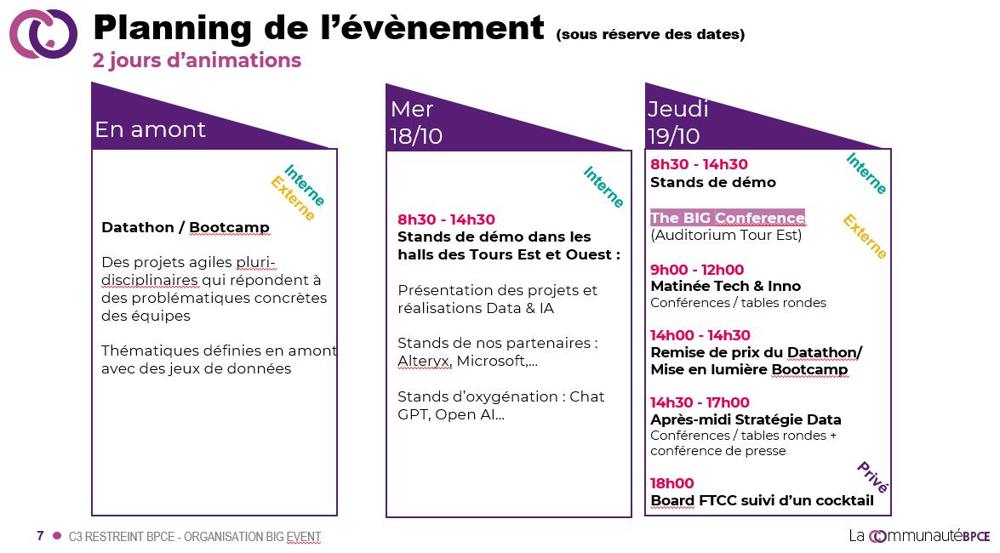 Planning de l’évènement (sous réserve des dates)
2 jours d’animations
En amont
Interne
Externe
Datathon / Bootcamp
Des projets agiles pluri-
disciplinaires qui répondent à
des problématiques concrètes
des équipes
Thématiques définies en amont
avec des jeux de données
Mer
18/10
Interne
8h30 - 14h30
Stands de démo dans les
halls des Tours Est et Ouest :
Présentation des projets et
réalisations Data & IA
Stands de nos partenaires :
Alteryx, Microsoft,…
Stands d’oxygénation : Chat
GPT, Open AI…
Jeudi
19/10
8h30 - 14h30
Interne
Stands de démo
The BIG Conference
Externe
(Auditorium Tour Est)
9h00 - 12h00
Matinée Tech & Inno
Conférences / tables rondes
14h00 - 14h30
Remise de prix du Datathon/
Mise en lumière Bootcamp
14h30 - 17h00
Après-midi Stratégie Data
Conférences / tables rondes +
conférence de presse
Privé
18h00
Board FTCC suivi d’un cocktail
7 C3 RESTREINT BPCE - ORGANISATION BIG EVENT
La Communauté BPCE